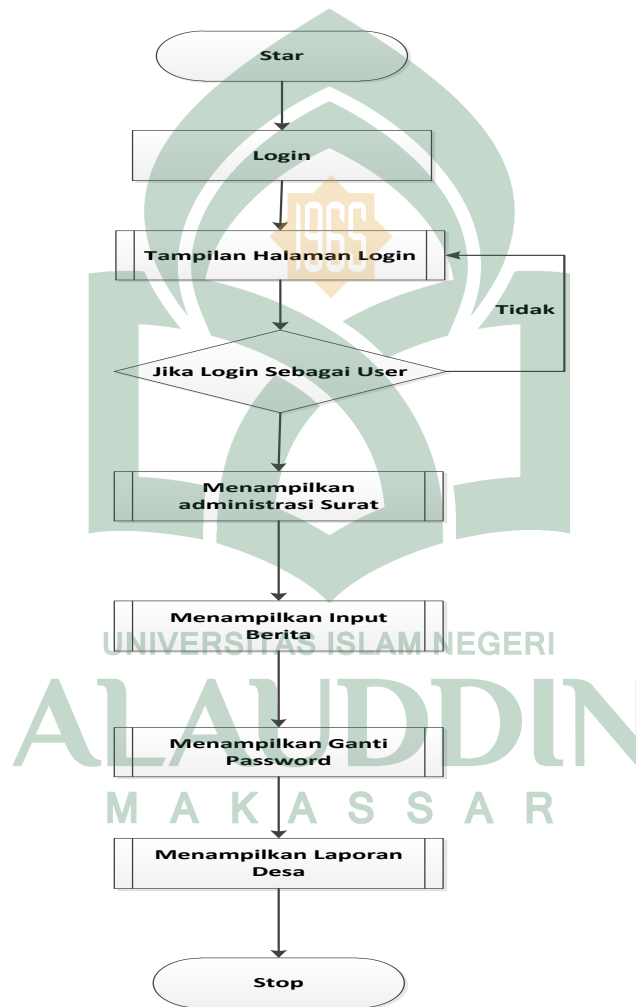 Star
Login
1965
Tampilan Halaman Login
Tidak
Jika Login Sebagai User
Menampilkan
administrasi Surat
Menampilkan Input
Berita
UNIVERSITAS ISLAM NEGERI
ALAUDDIN
Menampilkan Ganti
Password
MAKASSAR
Menampilkan Laporan
Desa
Stop